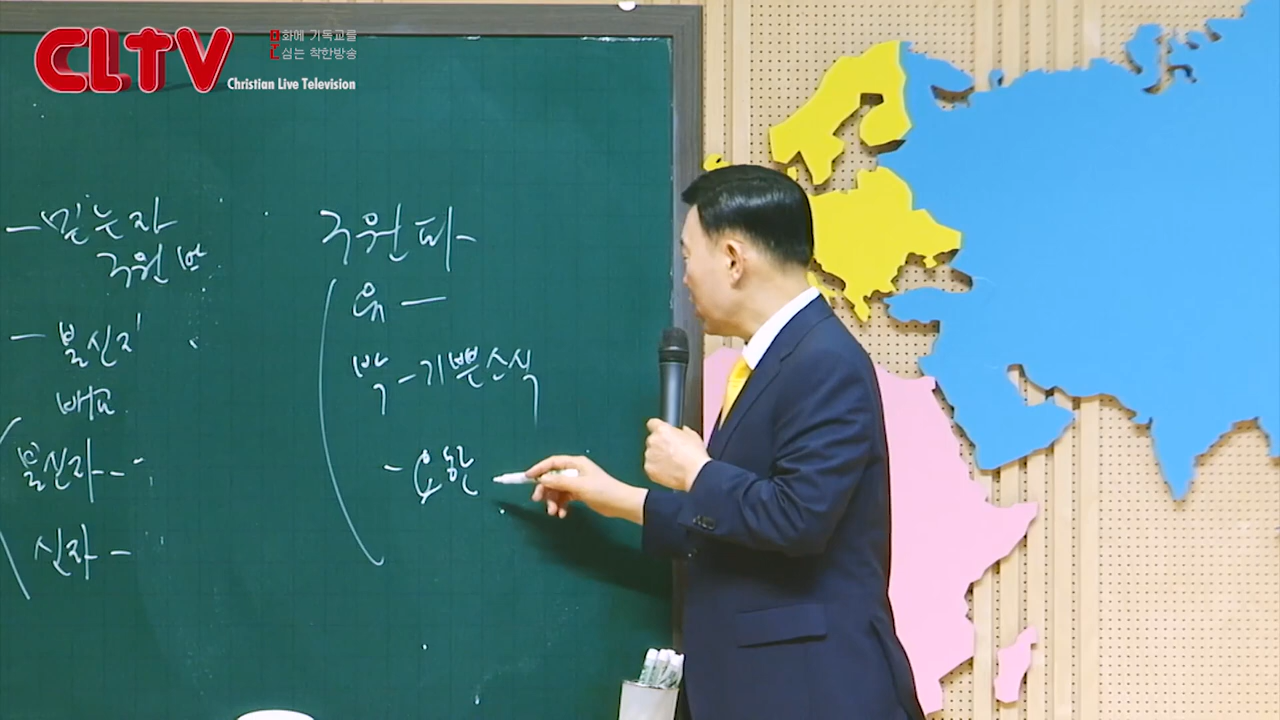 CLTV
문화에 기독교를
심는 착한방송
Christian Live Television
– 믿는자
구원 받
– 불신자
배교
불신자 –
신자 –
구원파
유 –
박 – 기쁜소식
– 요한